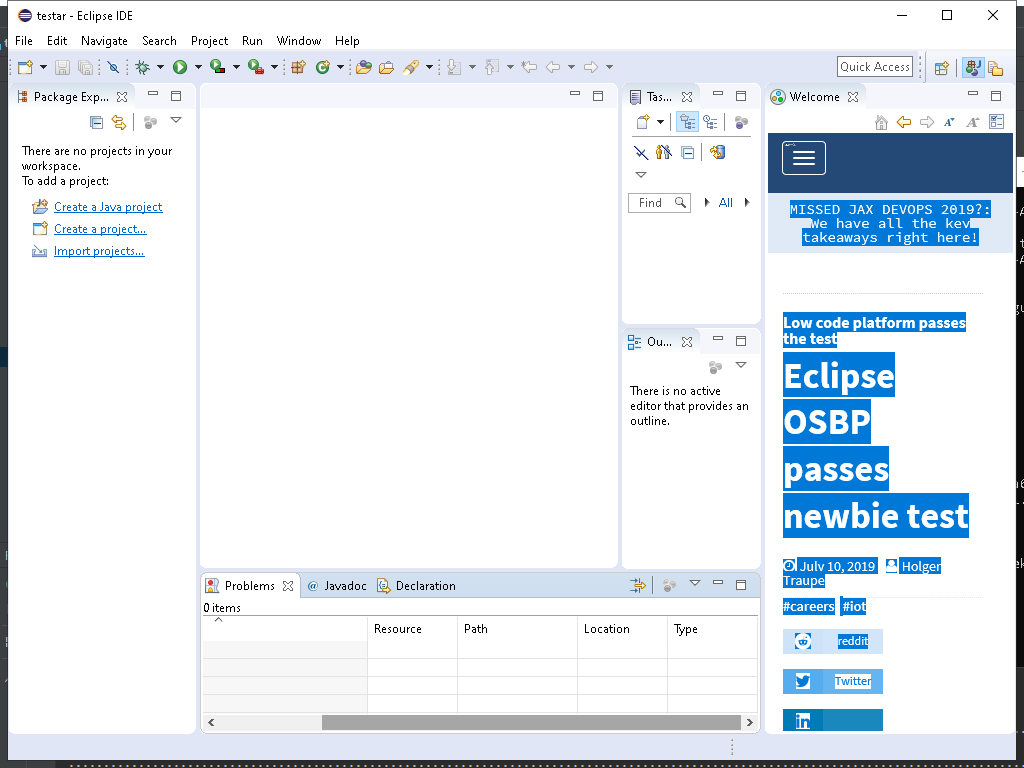 testar - Eclipse IDE
File Edit Navigate Search Project Run Window Help
Quick Access
Package Exp...
There are no projects in your
workspace.
To add a project:
Create a Java project
Create a project...
Import projects...
Tas...
Find
All
Ou...
There is no active
editor that provides an
outline.
Problems
Javadoc
Declaration
0 items
Resource Path Location Type
Welcome
MISSED JAX DEVOPS 2019?:
We have all the key
takeaways right here!
Low code platform passes
the test
Eclipse
OSBP
passes
newbie test
July 10, 2019 Holger
Traupe
#careers #iot
reddit
Twitter
in